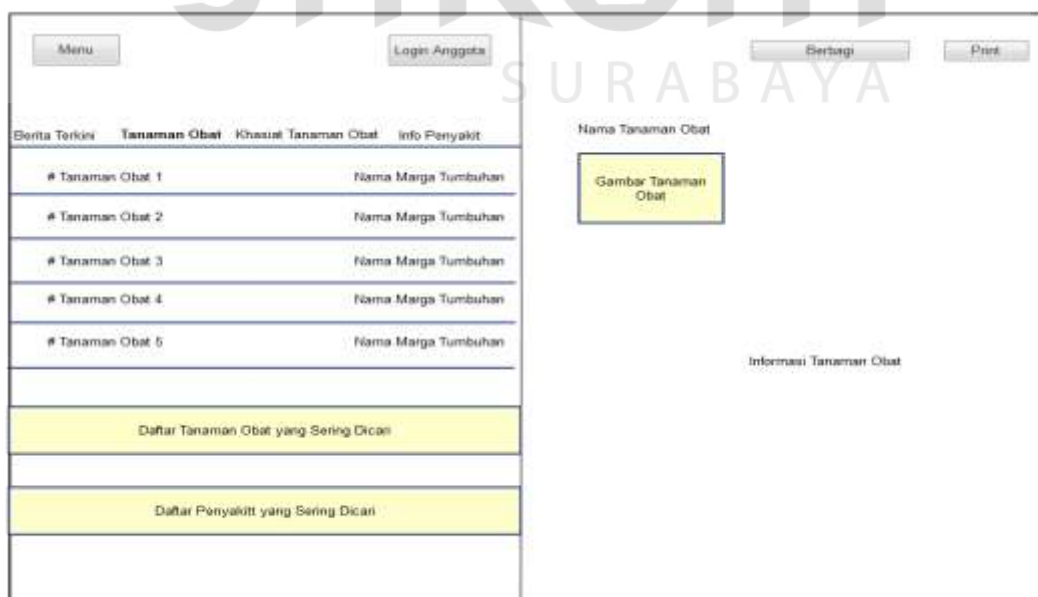 Menu
Login Anggota
Berita Terkini Tanaman Obat Khasiat Tanaman Obat Info Penyakit
# Tanaman Obat 1 Nama Marga Tumbuhan
# Tanaman Obat 2 Nama Marga Tumbuhan
# Tanaman Obat 3 Nama Marga Tumbuhan
# Tanaman Obat 4 Nama Marga Tumbuhan
# Tanaman Obat 5 Nama Marga Tumbuhan
Daftar Tanaman Obat yang Sering Dicari
Daftar Penyakitt yang Sering Dicari
Berbagi
Print
SURABAYA
Nama Tanaman Obat
Gambar Tanaman
Obat
Informasi Tanaman Obat